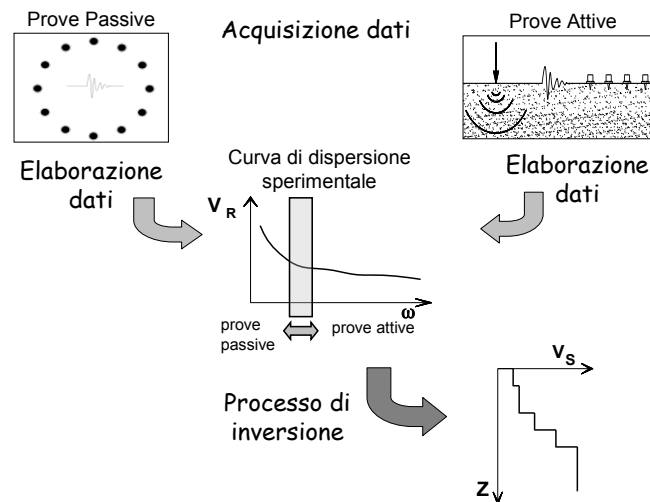 Prove Passive
Acquisizione dati
Prove Attive
Elaborazione
dati
Curva di dispersione
sperimentale
Elaborazione
dati
V R
ω
prove
passive
prove attive
Processo di
inversione
V S
Z